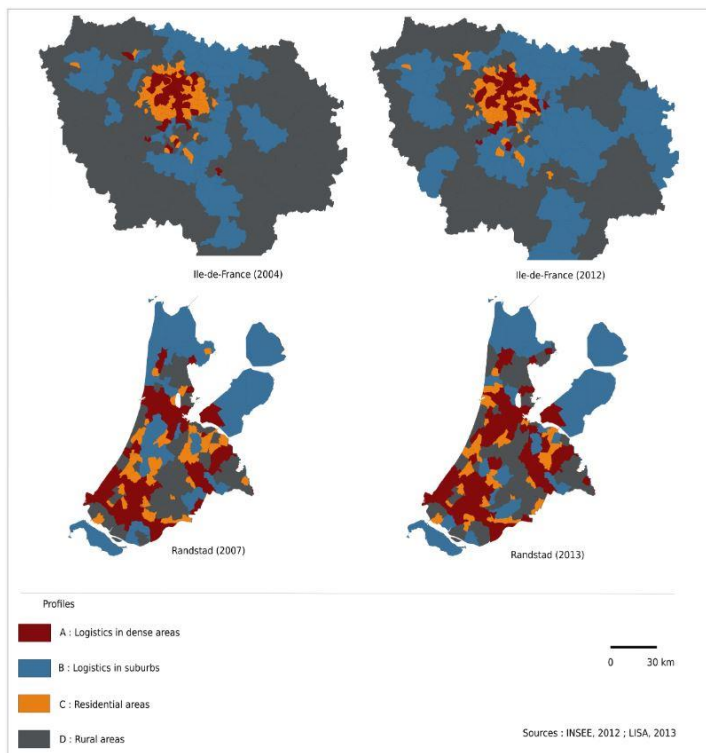 Ile-de-France (2004)
Ile-de-France (2012)
Randstad (2007)
Randstad (2013)
Profiles
A : Logistics in dense areas
B : Logistics in suburbs
C : Residential areas
D : Rural areas
0 30 km
Sources : INSEE, 2012 ; LISA, 2013